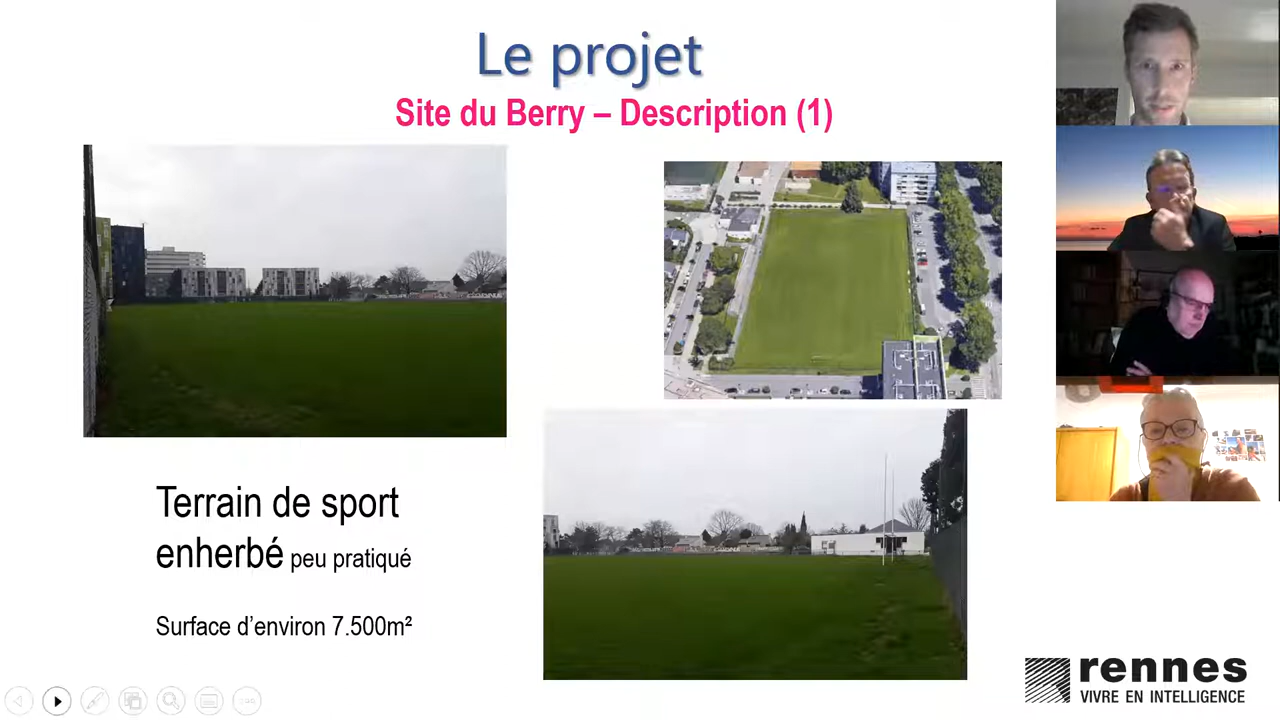 Le projet
Site du Berry – Description (1)
Terrain de sport
enherbé peu pratiqué
Surface d’environ 7.500m²
rennes
VIVRE EN INTELLIGENCE